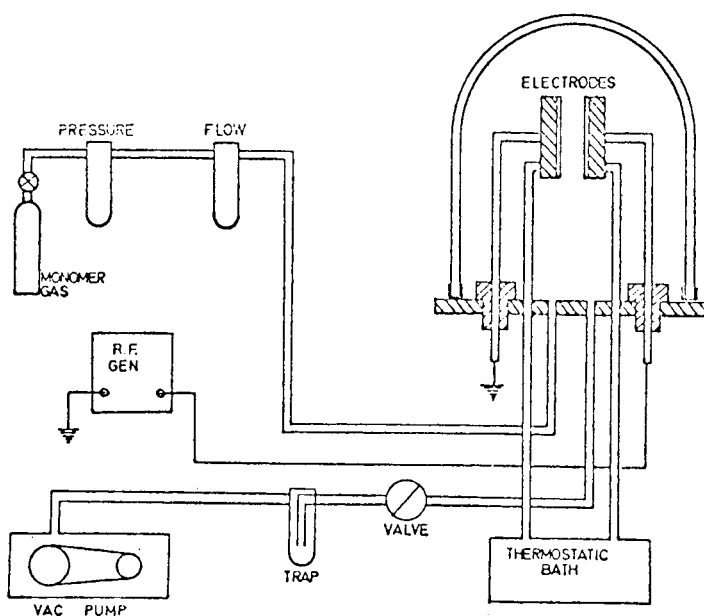 ELECTRODES
PRESSURE
FLOW
MONOMER
GAS
R.F.
GEN
VALVE
TRAP
THERMOSTATIC
BATH
VAC PUMP